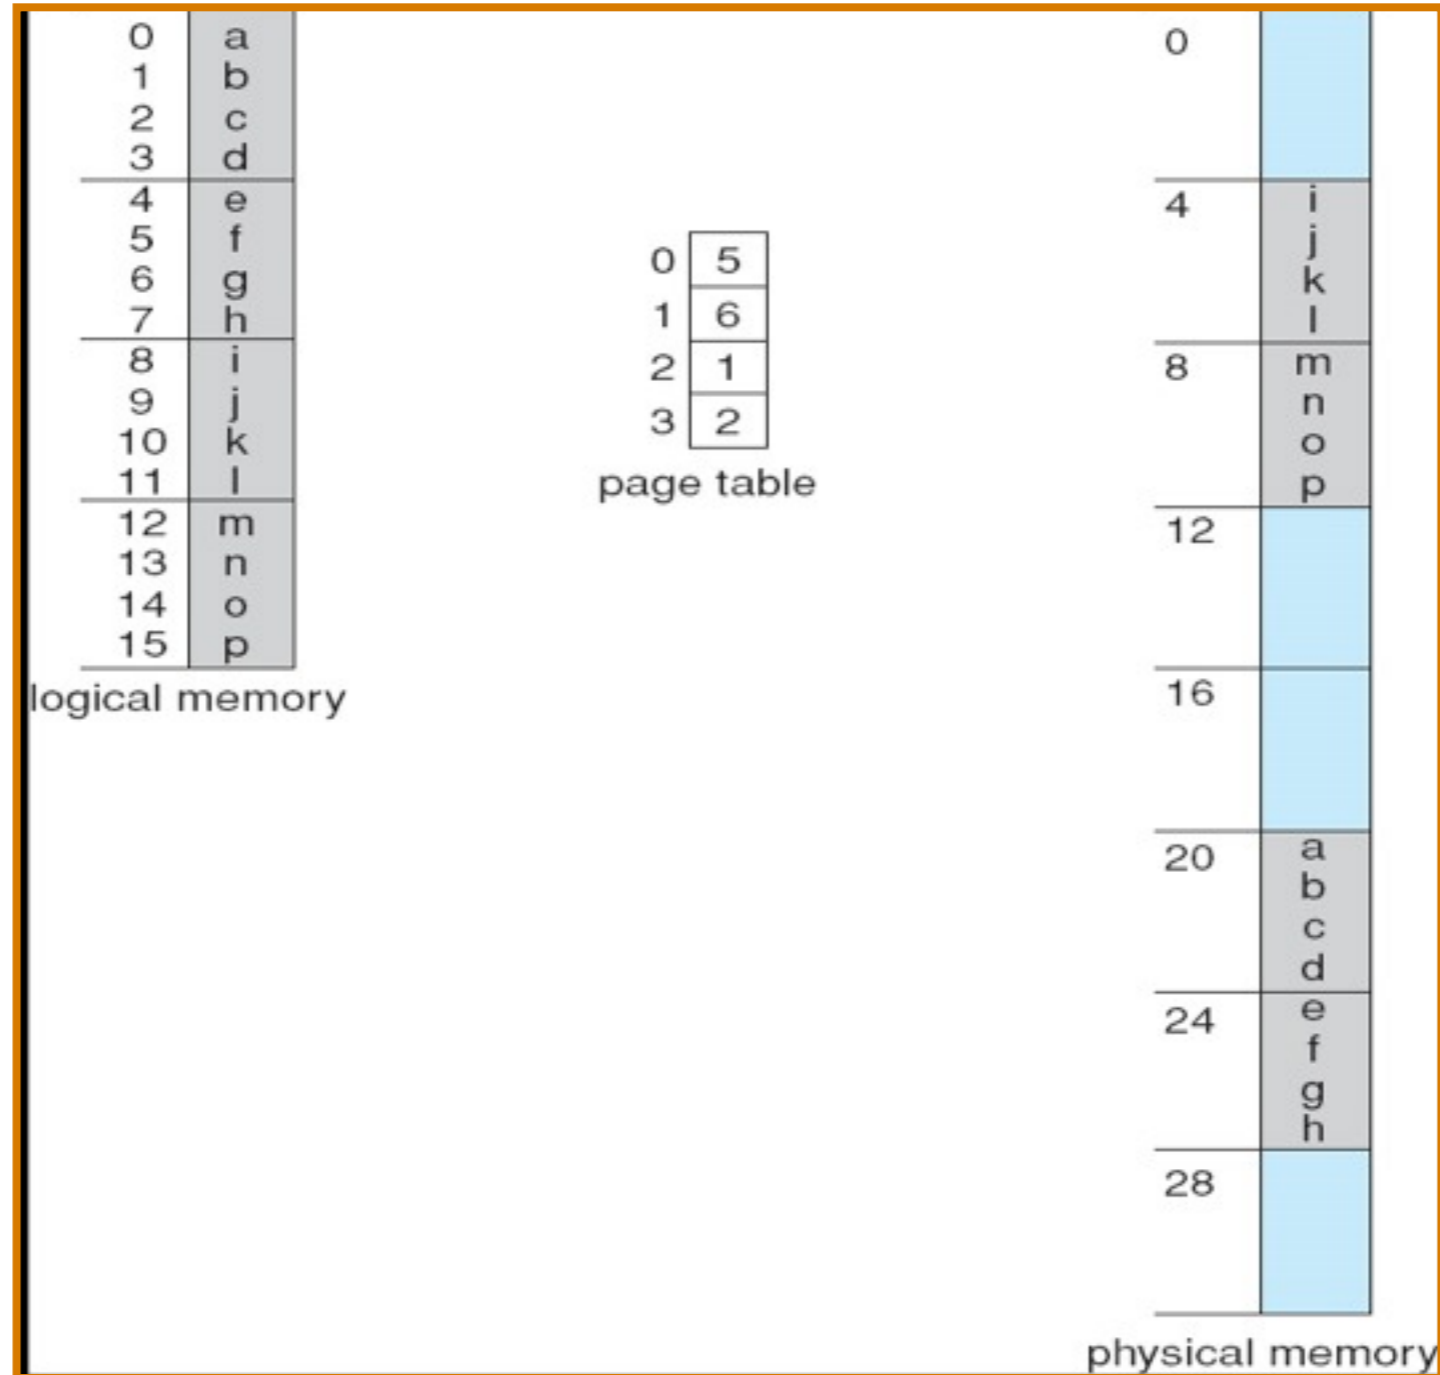 0 a
1 b
2 c
3 d
4 e
5 f
6 g
7 h
8 i
9 j
10 k
11 l
12 m
13 n
14 o
15 p
logical memory
0 5
1 6
2 1
3 2
page table
0
4 i
j
k
l
8 m
n
o
p
12
16
20 a
b
c
d
24 e
f
g
h
28
physical memory